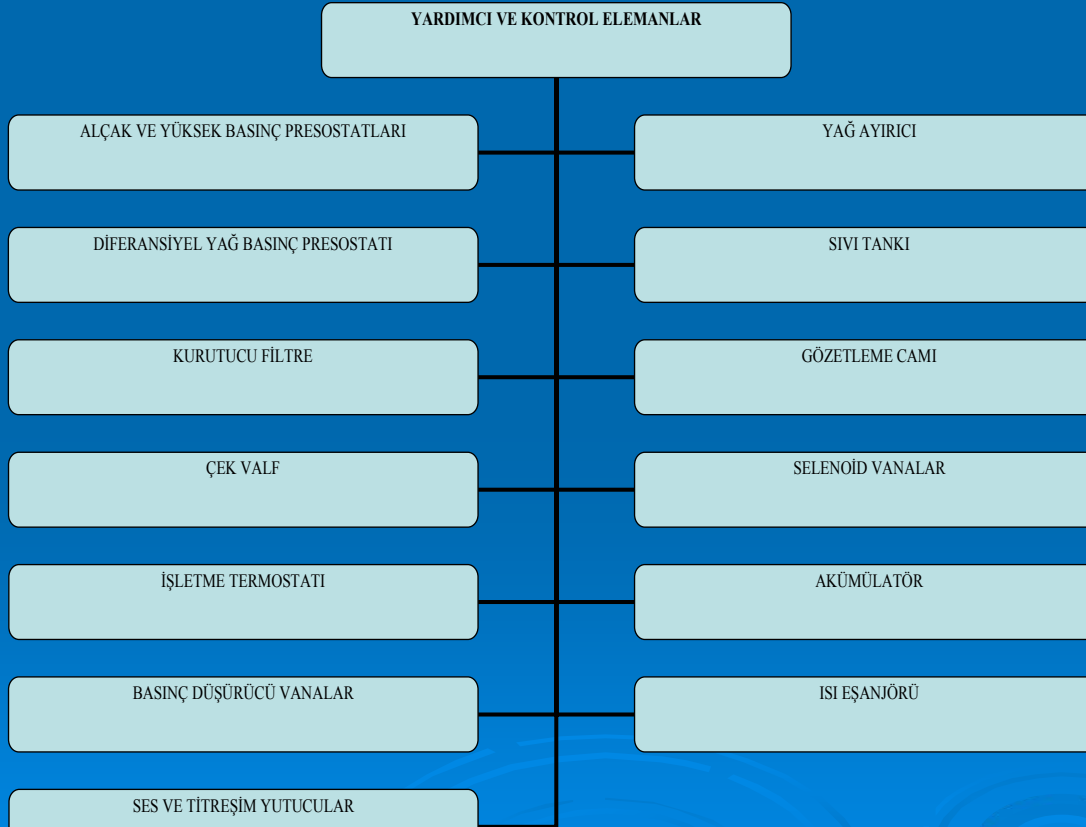 YARDIMCI VE KONTROL ELEMANLAR
ALÇAK VE YÜKSEK BASINÇ PRESOSTATLARI
YAĞ AYIRICI
DİFERANSİYEL YAĞ BASINÇ PRESOSTATI
SIVI TANKI
KURUTUCU FİLTRE
GÖZETLEME CAMI
ÇEK VALF
SELENOİD VANALAR
İŞLETME TERMOSTATI
AKÜMÜLATÖR
BASINÇ DÜŞÜRÜCÜ VANALAR
ISI EŞANJÖRÜ
SES VE TİTREŞİM YUTUCULAR